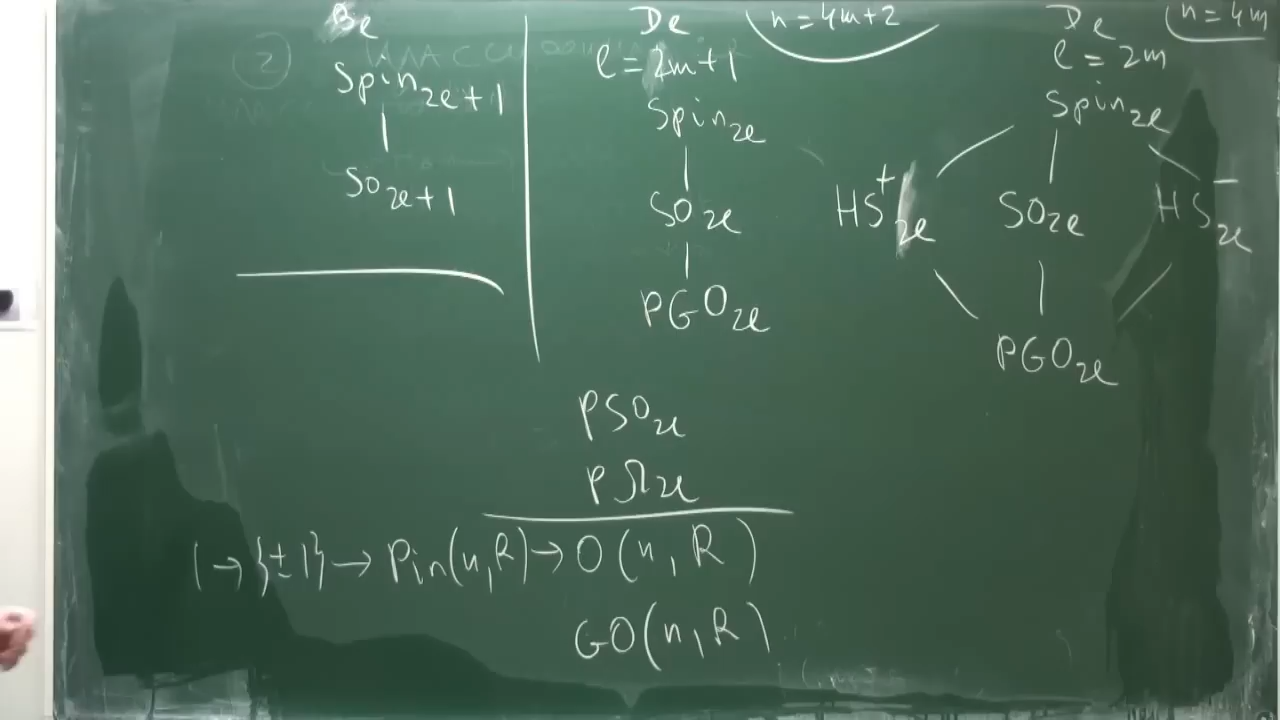 Bℓ
Spin₂ℓ₊₁
SO₂ℓ₊₁
Dℓ n = 4m+2
ℓ = 2m+1
Spin₂ℓ
SO₂ℓ
PGO₂ℓ
Dℓ n = 4m
ℓ = 2m
Spin₂ℓ
HS⁺₂ℓ SO₂ℓ HS⁻₂ℓ
PGO₂ℓ
PSO₂ℓ
PΩ₂ℓ
1 → {±1} → Pin(n,R) → O(n, R)
GO(n, R)